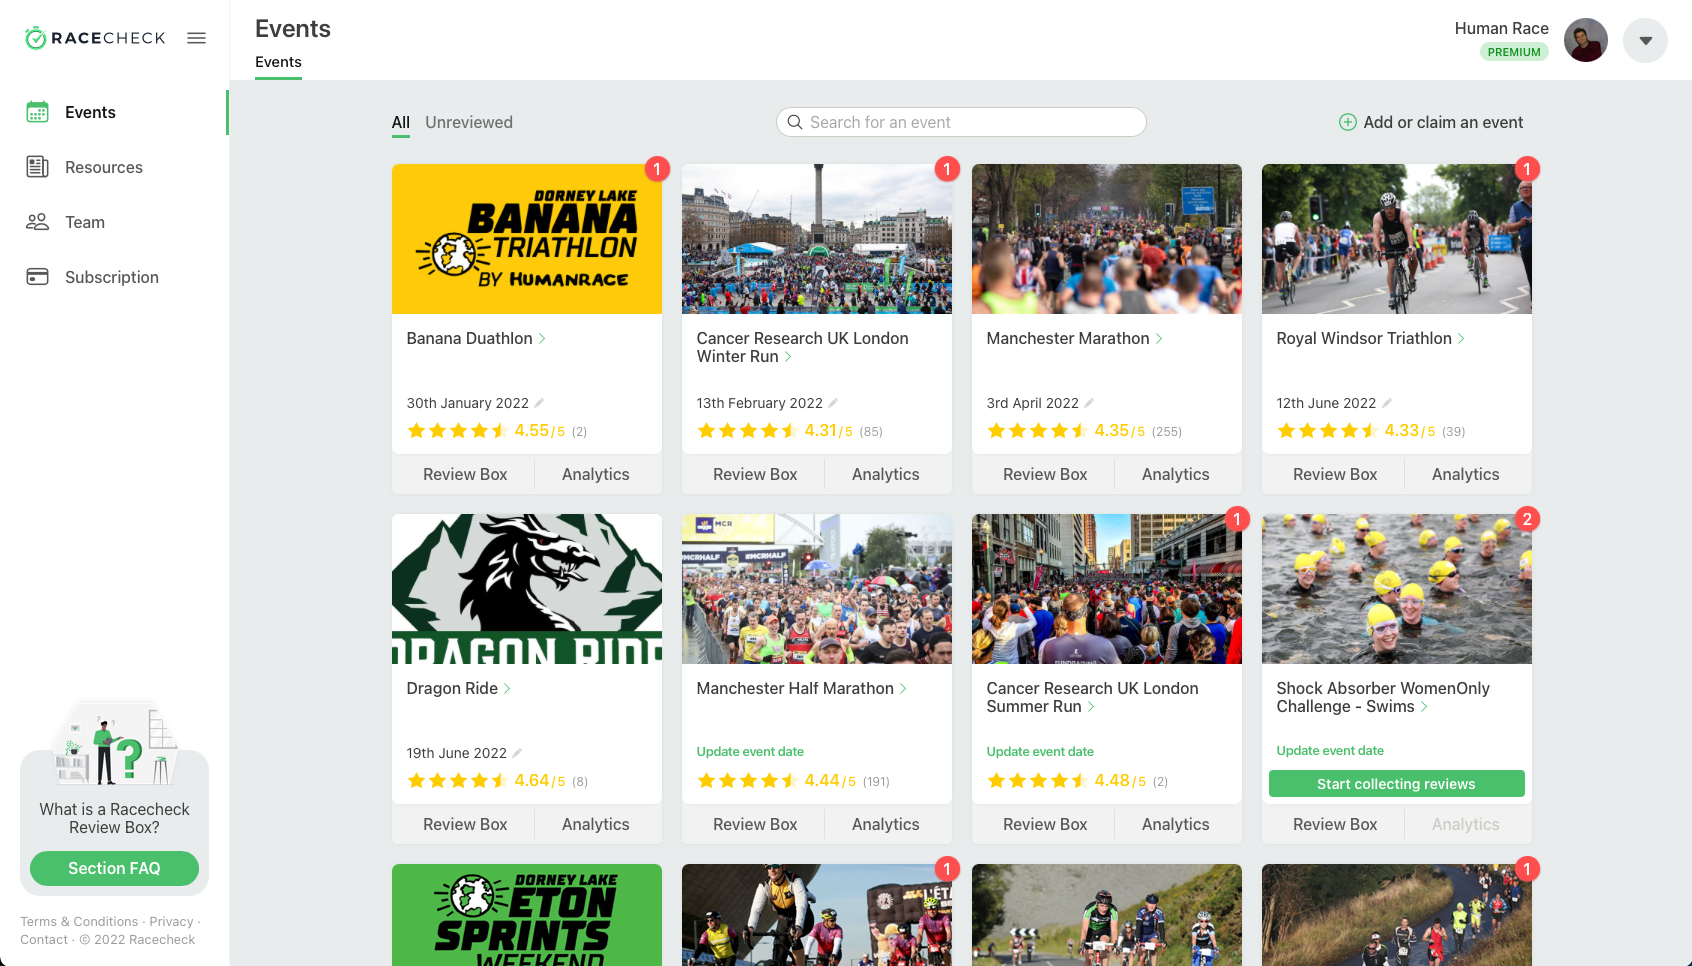 RACECHECK
Events
Events
Human Race
PREMIUM
Events
Resources
Team
Subscription
What is a Racecheck
Review Box?
Section FAQ
Terms & Conditions · Privacy ·
Contact · © 2022 Racecheck
All
Unreviewed
Search for an event
Add or claim an event
1
DORNEY LAKE
BANANA
TRIATHLON
BY HUMANRACE
Banana Duathlon
30th January 2022
4.55/5 (2)
Review Box
Analytics
1
Cancer Research UK London
Winter Run
13th February 2022
4.31/5 (85)
Review Box
Analytics
Manchester Marathon
3rd April 2022
4.35/5 (255)
Review Box
Analytics
1
Royal Windsor Triathlon
12th June 2022
4.33/5 (39)
Review Box
Analytics
DRAGON RIDE
Dragon Ride
19th June 2022
4.64/5 (8)
Review Box
Analytics
MCR
#MCRHALF
#MCRHALF
Manchester Half Marathon
Update event date
4.44/5 (191)
Review Box
Analytics
1
Cancer Research UK London
Summer Run
Update event date
4.48/5 (2)
Review Box
Analytics
2
Shock Absorber WomenOnly
Challenge - Swims
Update event date
Start collecting reviews
Review Box
Analytics
DORNEY LAKE
ETON
SPRINTS
WEEKEND
1
L'ÉTA
1